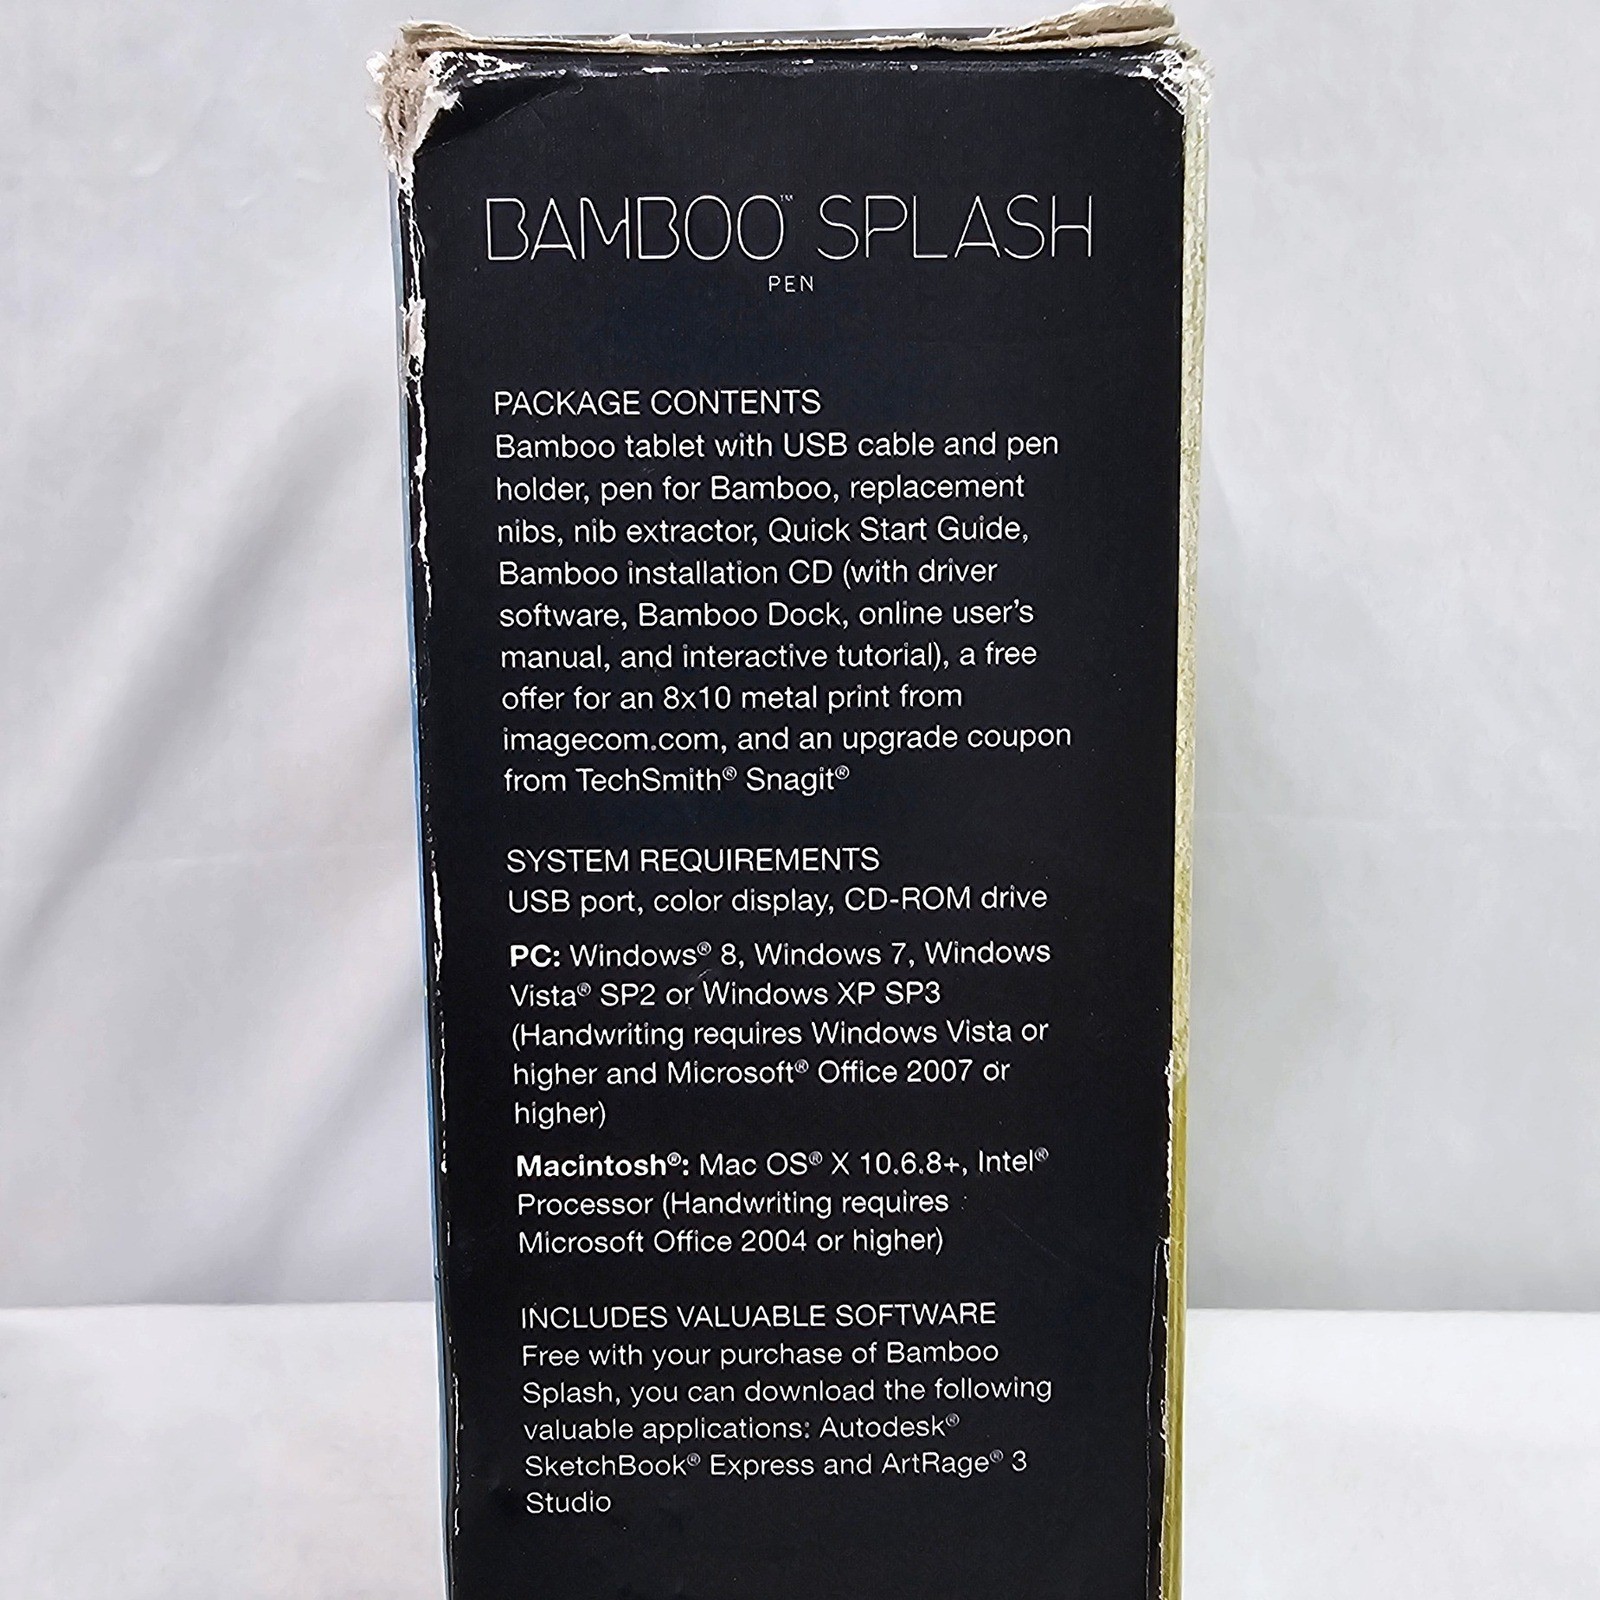 BAMBOO™ SPLASH
PEN
PACKAGE CONTENTS
Bamboo tablet with USB cable and pen
holder, pen for Bamboo, replacement
nibs, nib extractor, Quick Start Guide,
Bamboo installation CD (with driver
software, Bamboo Dock, online user's
manual, and interactive tutorial), a free
offer for an 8x10 metal print from
imagecom.com, and an upgrade coupon
from TechSmith® Snagit®
SYSTEM REQUIREMENTS
USB port, color display, CD-ROM drive
PC: Windows® 8, Windows 7, Windows
Vista® SP2 or Windows XP SP3
(Handwriting requires Windows Vista or
higher and Microsoft® Office 2007 or
higher)
Macintosh®: Mac OS® X 10.6.8+, Intel®
Processor (Handwriting requires
Microsoft Office 2004 or higher)
INCLUDES VALUABLE SOFTWARE
Free with your purchase of Bamboo
Splash, you can download the following
valuable applications: Autodesk®
SketchBook® Express and ArtRage® 3
Studio